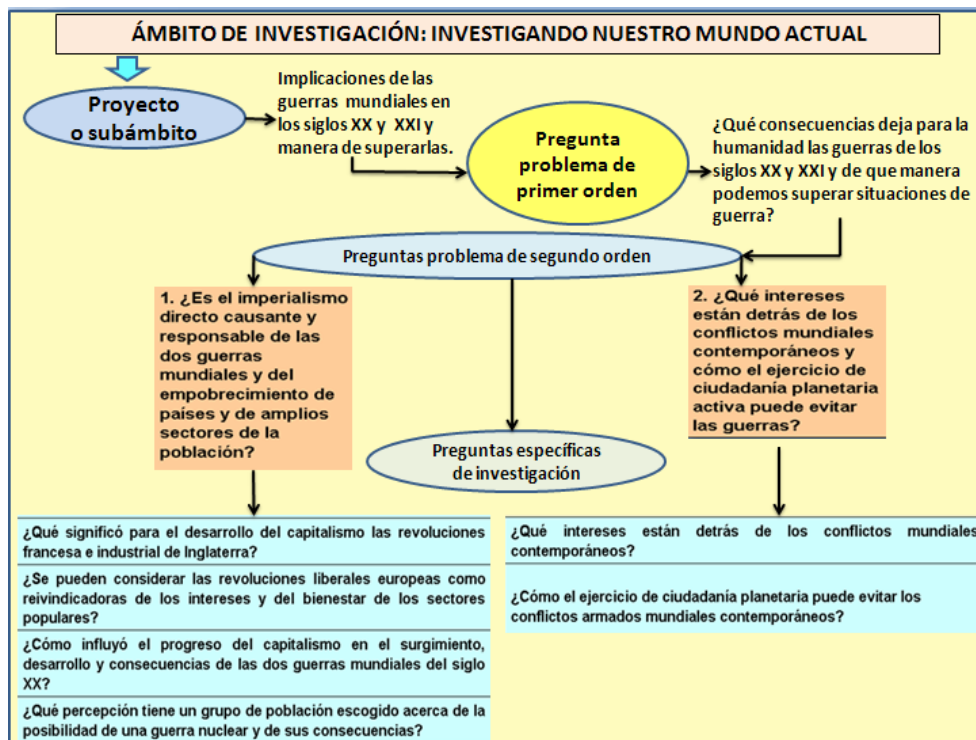 ÁMBITO DE INVESTIGACIÓN: INVESTIGANDO NUESTRO MUNDO ACTUAL
Proyecto
o subámbito
Implicaciones de las
guerras mundiales en
los siglos XX y XXI y
manera de superarlas.
Pregunta
problema de
primer orden
¿Qué consecuencias deja para la
humanidad las guerras de los
siglos XX y XXI y de que manera
podemos superar situaciones de
guerra?
Preguntas problema de segundo orden
1. ¿Es el imperialismo
directo causante y
responsable de las
dos guerras
mundiales y del
empobrecimiento de
países y de amplios
sectores de la
población?
2. ¿Qué intereses
están detrás de los
conflictos mundiales
contemporáneos y
cómo el ejercicio de
ciudadanía planetaria
activa puede evitar
las guerras?
Preguntas específicas
de investigación
¿Qué significó para el desarrollo del capitalismo las revoluciones
francesa e industrial de Inglaterra?
¿Se pueden considerar las revoluciones liberales europeas como
reivindicadoras de los intereses y del bienestar de los sectores
populares?
¿Cómo influyó el progreso del capitalismo en el surgimiento,
desarrollo y consecuencias de las dos guerras mundiales del siglo
XX?
¿Qué percepción tiene un grupo de población escogido acerca de la
posibilidad de una guerra nuclear y de sus consecuencias?
¿Qué intereses están detrás de los conflictos mundiales
contemporáneos?
¿Cómo el ejercicio de ciudadanía planetaria puede evitar los
conflictos armados mundiales contemporáneos?